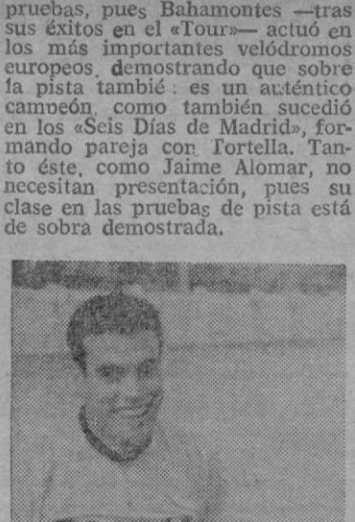 pruebas, pues Bahamontes —tras
sus éxitos en el «Tour»— actuó en
los más importantes velódromos
europeos, demostrando que sobre
la pista tambié : es un auténtico
campeón, como también sucedió
en los «Seis Días de Madrid», for-
mando pareja con Tortella. Tan-
to éste, como Jaime Alomar, no
necesitan presentación, pues su
clase en las pruebas de pista está
de sobra demostrada.